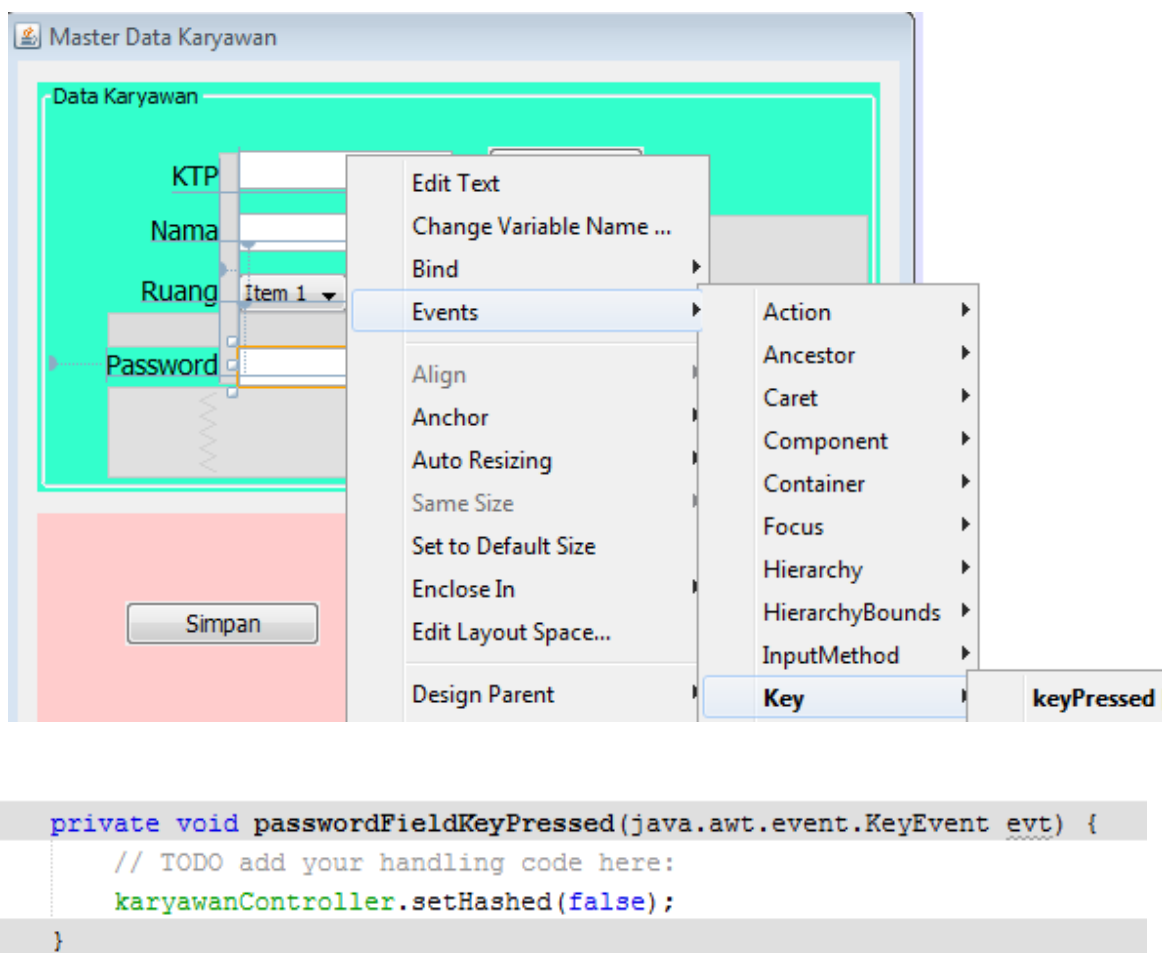 Master Data Karyawan
Data Karyawan
KTP
Nama
Ruang
Item 1
Password
Simpan
Edit Text
Change Variable Name ...
Bind
Events
Align
Anchor
Auto Resizing
Same Size
Set to Default Size
Enclose In
Edit Layout Space...
Design Parent
Action
Ancestor
Caret
Component
Container
Focus
Hierarchy
HierarchyBounds
InputMethod
Key
keyPressed
private void passwordFieldKeyPressed(java.awt.event.KeyEvent evt) {
// TODO add your handling code here:
karyawanController.setHashed(false);
}